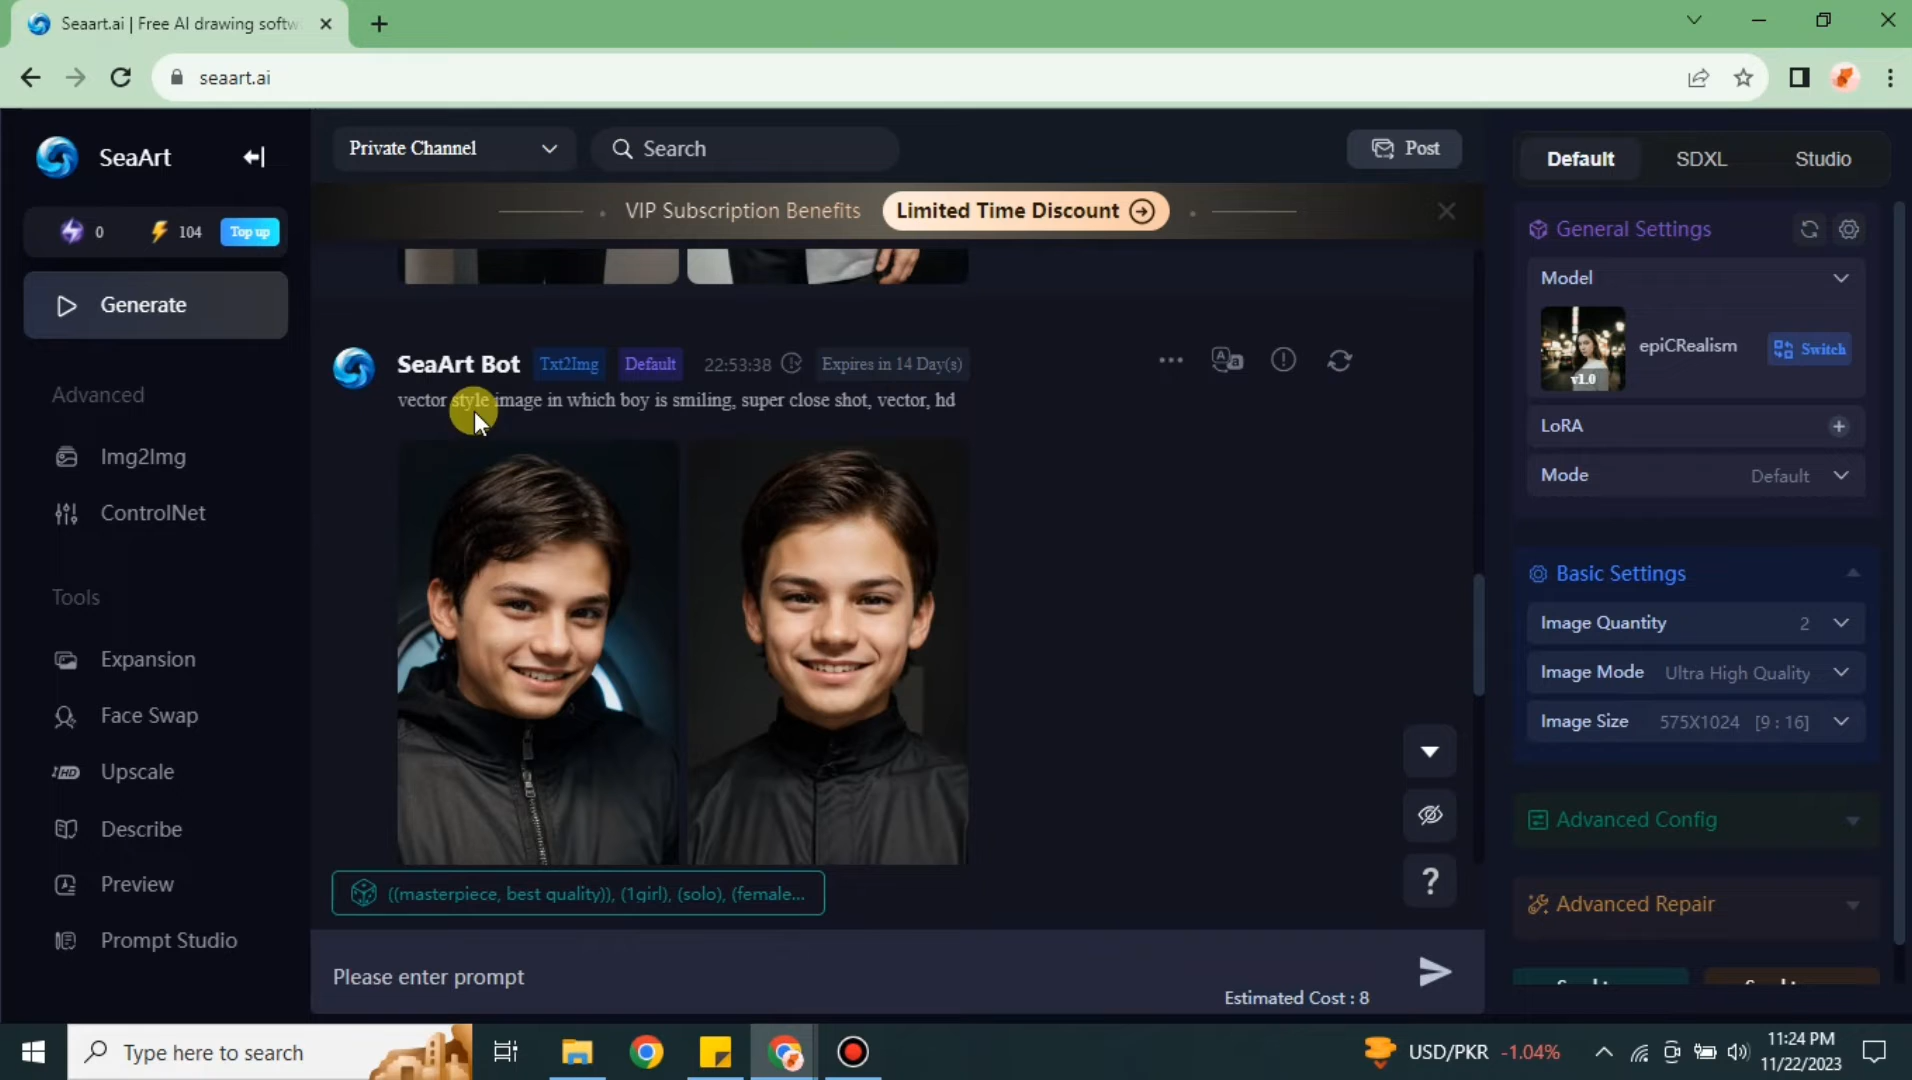 Seaart.ai | Free AI drawing softw
seaart.ai
SeaArt
0
104
Top up
Generate
Advanced
Img2Img
ControlNet
Tools
Expansion
Face Swap
Upscale
Describe
Preview
Prompt Studio
Private Channel
Search
Post
VIP Subscription Benefits
Limited Time Discount
SeaArt Bot
Txt2Img
Default
22:53:38
Expires in 14 Day(s)
vector style image in which boy is smiling, super close shot, vector, hd
((masterpiece, best quality)), (1girl), (solo), (female...
Please enter prompt
Estimated Cost : 8
?
Default
SDXL
Studio
General Settings
Model
epiCRealism
v1.0
Switch
LoRA
Mode
Default
Basic Settings
Image Quantity
2
Image Mode
Ultra High Quality
Image Size
575X1024 [9 : 16]
Advanced Config
Advanced Repair
Type here to search
USD/PKR -1.04%
11:24 PM
11/22/2023